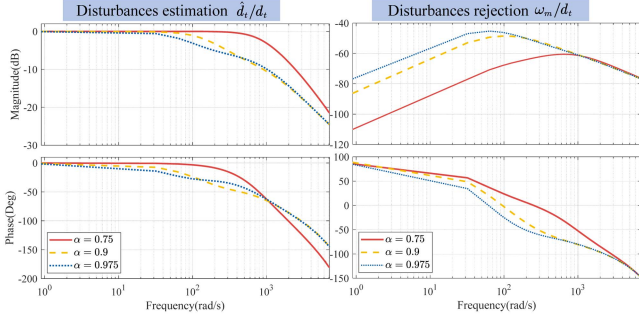 Disturbances estimation d̂ₜ/dₜ
Disturbances rejection ωₘ/dₜ
Magnitude(dB)
0
-10
-20
-30
-40
-60
-80
-100
120
Phase(Deg)
0
-50
-100
-150
-200
α = 0.75
α = 0.9
α = 0.975
10⁰
10¹
10²
10³
Frequency(rad/s)
100
50
0
-50
-100
150
α = 0.75
α = 0.9
α = 0.975
10⁰
10¹
10²
10³
Frequency(rad/s)